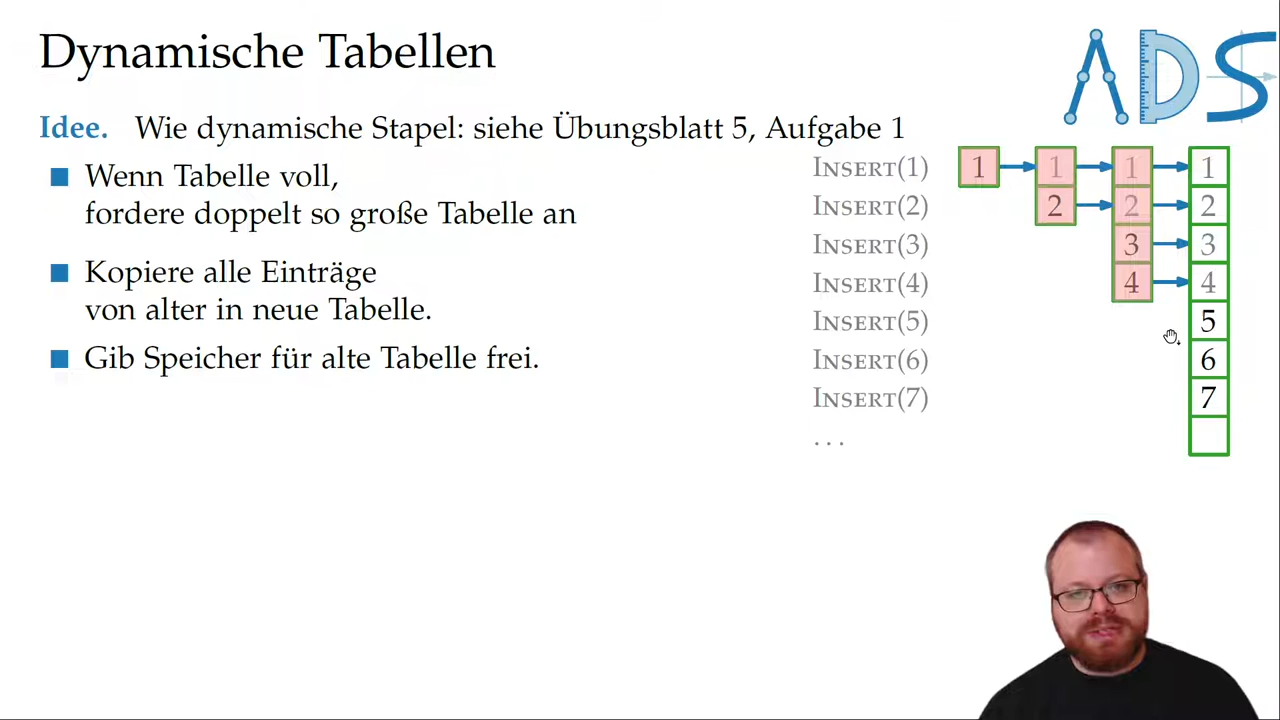 Dynamische Tabellen
ADS
Idee. Wie dynamische Stapel: siehe Übungsblatt 5, Aufgabe 1
■ Wenn Tabelle voll,
fordere doppelt so große Tabelle an
■ Kopiere alle Einträge
von alter in neue Tabelle.
■ Gib Speicher für alte Tabelle frei.
INSERT(1) 1 1 1 1
INSERT(2) 2 2 2
INSERT(3) 3 3
INSERT(4) 4 4
INSERT(5) 5
INSERT(6) 6
INSERT(7) 7
...